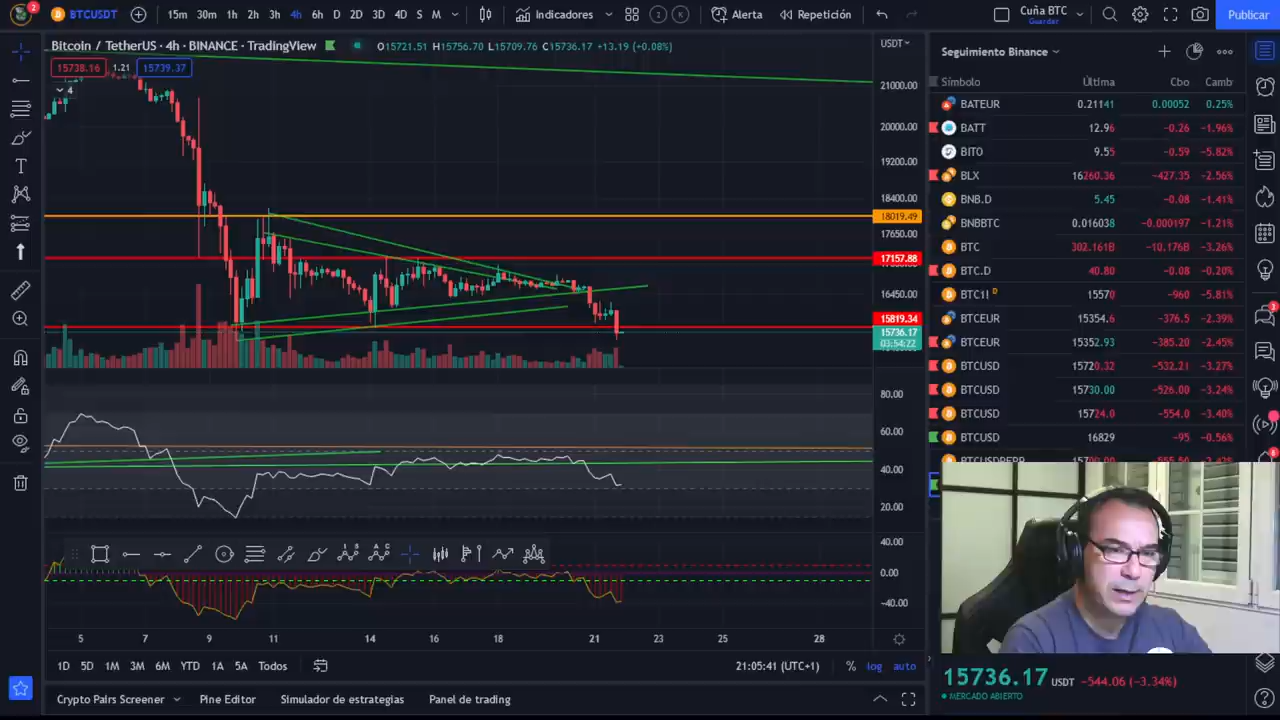 2
BTCUSDT
15m 30m 1h 2h 3h 4h 6h D 2D 3D 4D S M
Indicadores
I K
Alerta
Repetición
Cuña BTC
Guardar
Publicar
Bitcoin / TetherUS · 4h · BINANCE · TradingView
O15721.51 H15756.70 L15709.76 C15736.17 +13.19 (+0.08%)
15738.16 1.21 15739.37
4
USDT
21000.00
20000.00
19200.00
18400.00
18019.49
17650.00
17157.88
16450.00
15819.34
15736.17
03:54:22
80.00
60.00
40.00
20.00
40.00
0.00
−40.00
5 7 9 11 14 16 18 21 23 25 28
1D 5D 1M 3M 6M YTD 1A 5A Todos
21:05:41 (UTC+1)
% log auto
Crypto Pairs Screener
Pine Editor
Simulador de estrategias
Panel de trading
Seguimiento Binance
Símbolo Última Cbo Camb
BATEUR 0.21141 0.00052 0.25%
BATT 12.96 −0.26 −1.96%
BITO 9.55 −0.59 −5.82%
BLX 16260.36 −427.35 −2.56%
BNB.D 5.45 −0.08 −1.41%
BNBBTC 0.016038 −0.000197 −1.21%
BTC 302.161B −10.176B −3.26%
BTC.D 40.80 −0.08 −0.20%
BTC1! D 15570 −960 −5.81%
BTCEUR 15354.6 −376.5 −2.39%
BTCEUR 15352.93 −385.20 −2.45%
BTCUSD 15720.32 −532.21 −3.27%
BTCUSD 15730.00 −526.00 −3.24%
BTCUSD 15724.0 −554.0 −3.40%
BTCUSD 16829 −95 −0.56%
3
8
15736.17 USDT −544.06 (−3.34%)
MERCADO ABIERTO